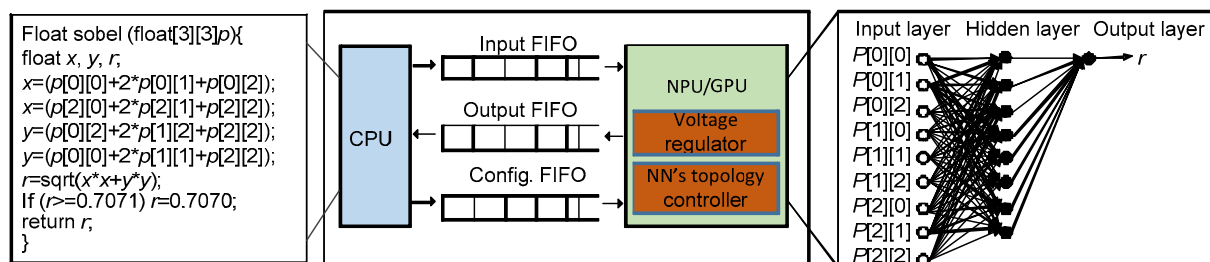 Float sobel (float[3][3]p){
float x, y, r;
x=(p[0][0]+2*p[0][1]+p[0][2]);
x=(p[2][0]+2*p[2][1]+p[2][2]);
y=(p[0][2]+2*p[1][2]+p[2][2]);
y=(p[0][0]+2*p[1][1]+p[2][2]);
r=sqrt(x*x+y*y);
If (r>=0.7071) r=0.7070;
return r;
}
CPU
Input FIFO
Output FIFO
Config. FIFO
NPU/GPU
Voltage
regulator
NN's topology
controller
Input layer Hidden layer Output layer
P[0][0]
P[0][1]
P[0][2]
P[1][0]
P[1][1]
P[1][2]
P[2][0]
P[2][1]
P[2][2]
r